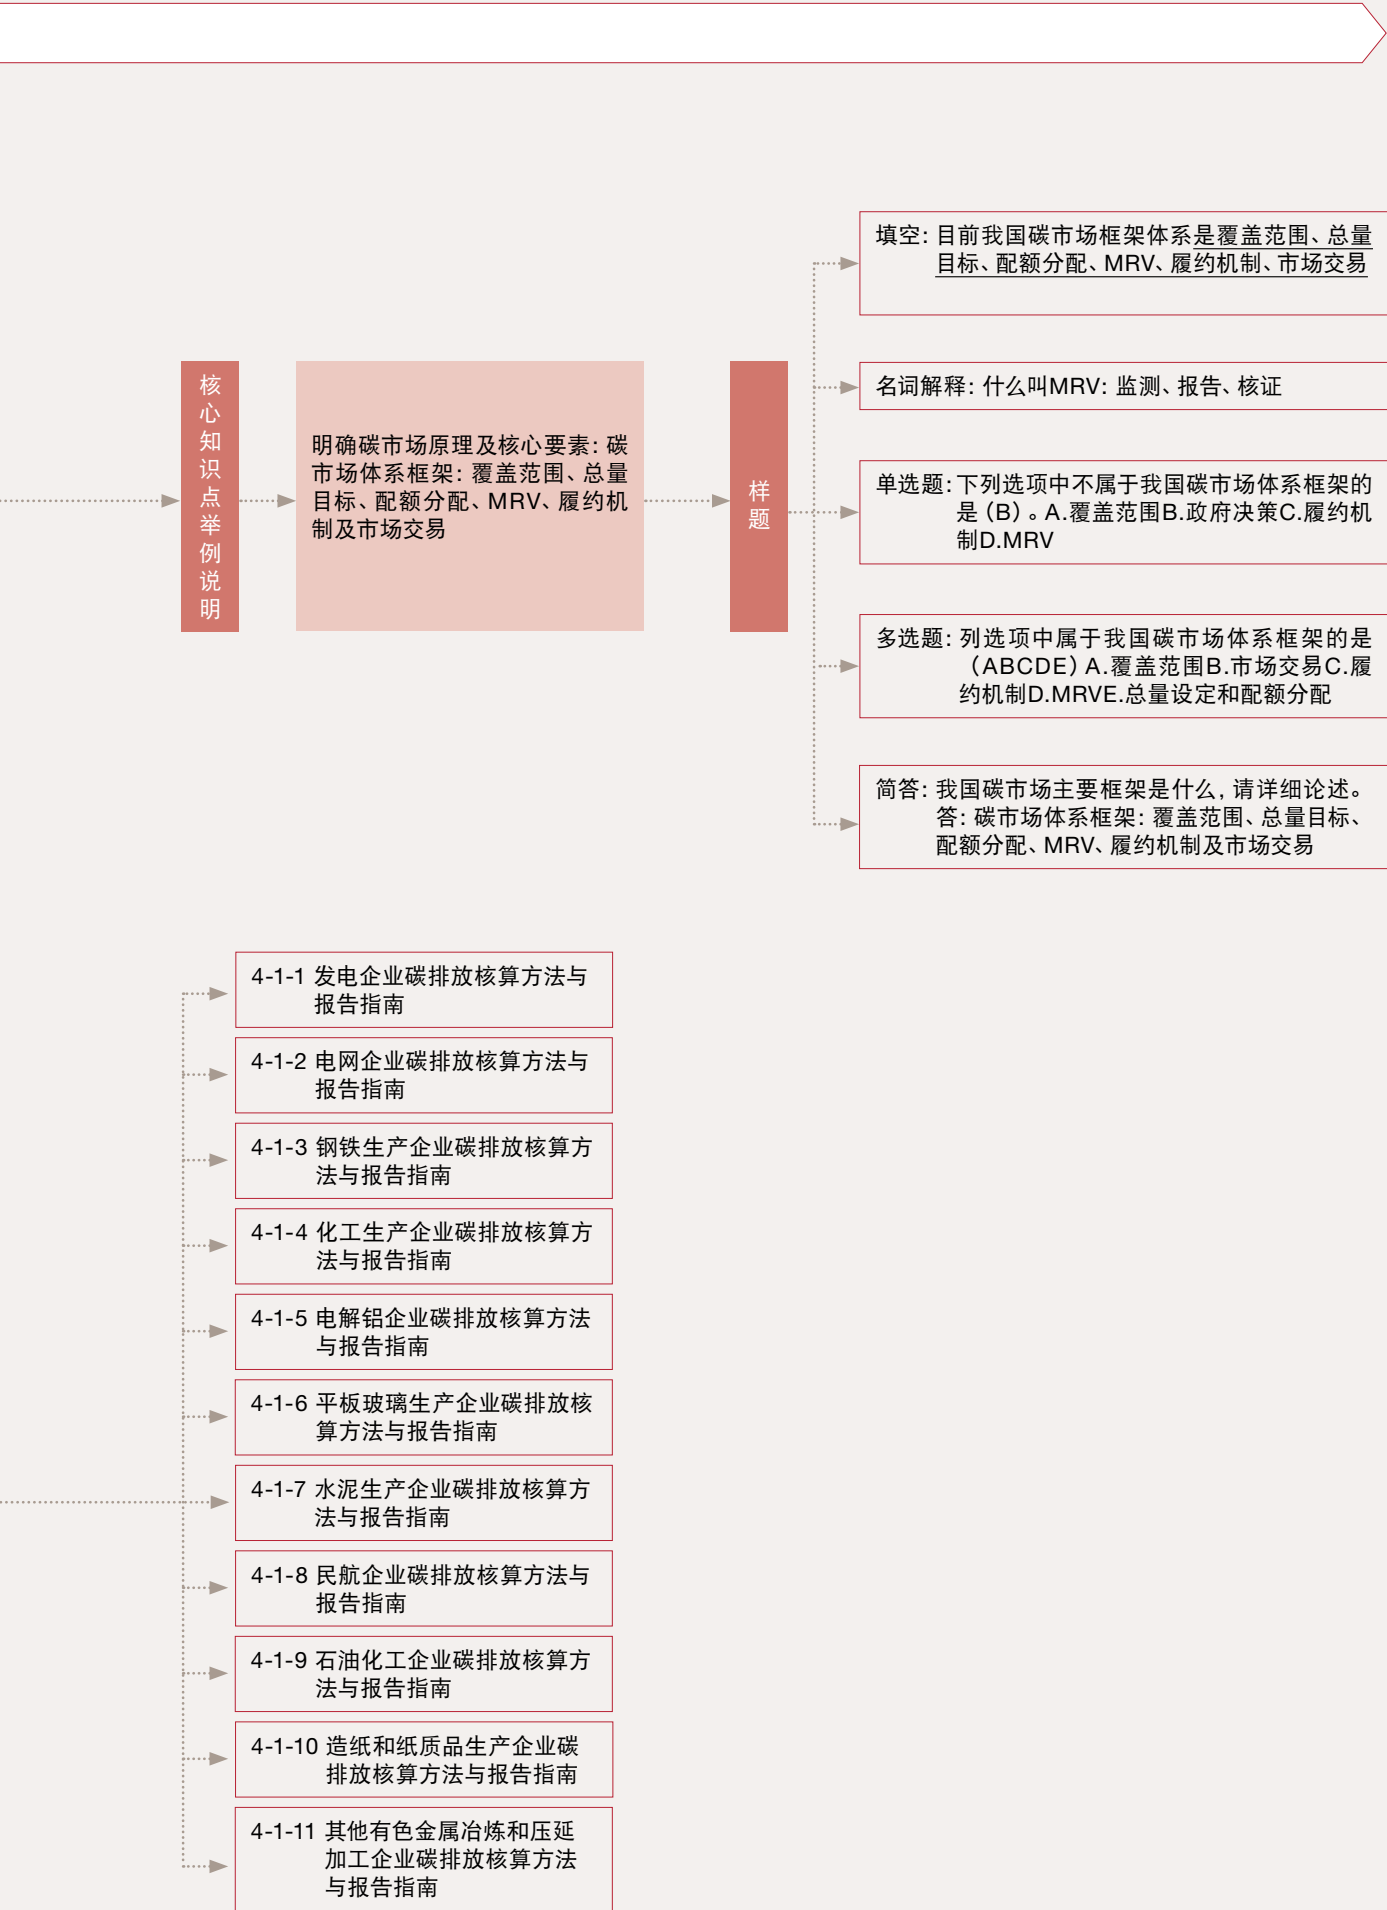 核心知识点举例说明
明确碳市场原理及核心要素：碳
市场体系框架：覆盖范围、总量
目标、配额分配、MRV、履约机
制及市场交易
样题
填空：目前我国碳市场框架体系是覆盖范围、总量
目标、配额分配、MRV、履约机制、市场交易
名词解释：什么叫MRV：监测、报告、核证
单选题：下列选项中不属于我国碳市场体系框架的
是（B）。A.覆盖范围B.政府决策C.履约机
制D.MRV
多选题：列选项中属于我国碳市场体系框架的是
（ABCDE）A.覆盖范围B.市场交易C.履
约机制D.MRVE.总量设定和配额分配
简答：我国碳市场主要框架是什么，请详细论述。
答：碳市场体系框架：覆盖范围、总量目标、
配额分配、MRV、履约机制及市场交易
4-1-1 发电企业碳排放核算方法与
报告指南
4-1-2 电网企业碳排放核算方法与
报告指南
4-1-3 钢铁生产企业碳排放核算方
法与报告指南
4-1-4 化工生产企业碳排放核算方
法与报告指南
4-1-5 电解铝企业碳排放核算方法
与报告指南
4-1-6 平板玻璃生产企业碳排放核
算方法与报告指南
4-1-7 水泥生产企业碳排放核算方
法与报告指南
4-1-8 民航企业碳排放核算方法与
报告指南
4-1-9 石油化工企业碳排放核算方
法与报告指南
4-1-10 造纸和纸质品生产企业碳
排放核算方法与报告指南
4-1-11 其他有色金属冶炼和压延
加工企业碳排放核算方法
与报告指南